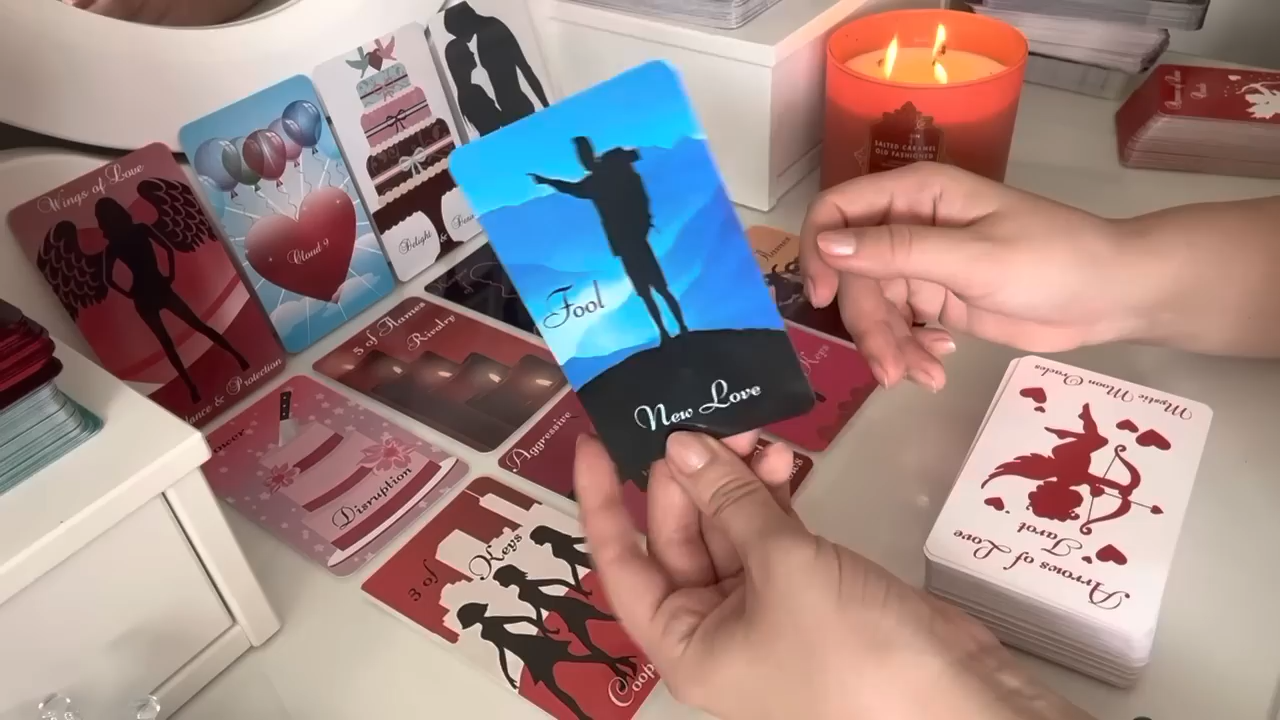 Wings of Love
& Protection
Cloud 9
Delight &
Fool
New Love
SALTED CARAMEL
OLD FASHIONED
5 of Flames
Rivalry
Disruption
Aggressive
3 of Keys
Keys
Mystic Moon Oracles
Arrows of Love
Tarot